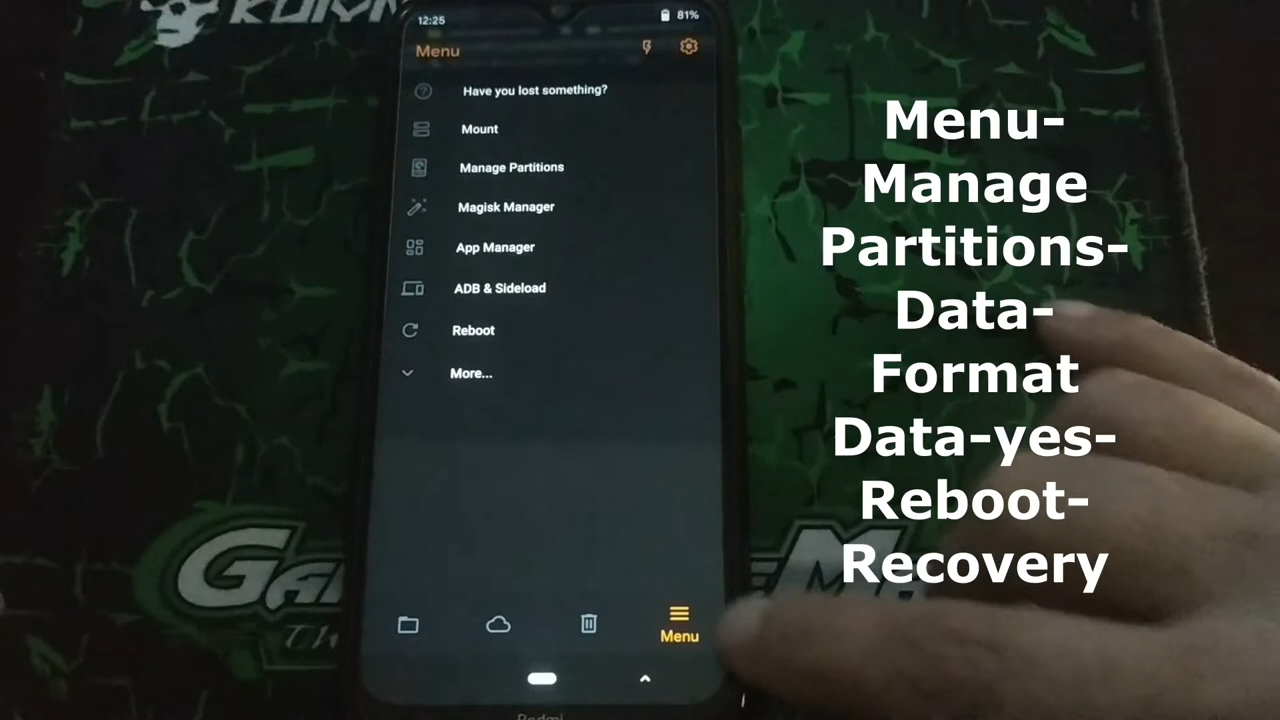 12:25
81%
Menu
Have you lost something?
Mount
Manage Partitions
Magisk Manager
App Manager
ADB & Sideload
Reboot
More...
Menu
Redmi
Menu-
Manage
Partitions-
Data-
Format
Data-yes-
Reboot-
Recovery